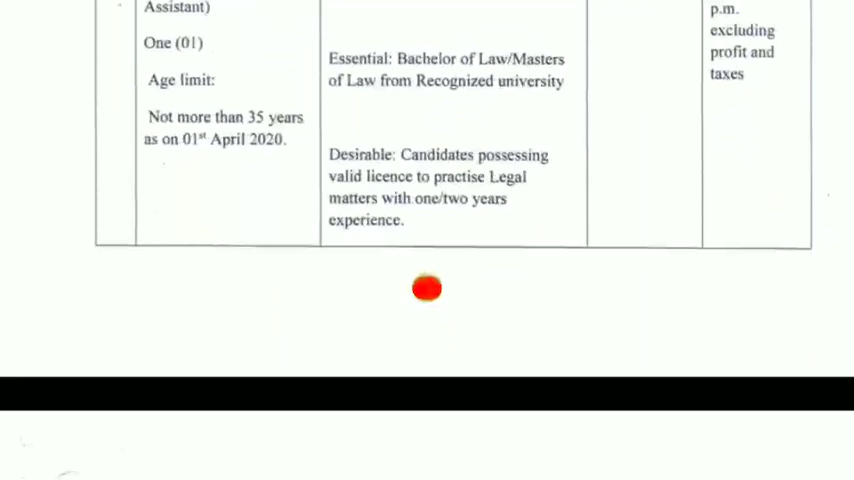 Assistant)
One (01)
Age limit:
Not more than 35 years
as on 01st April 2020.
Essential: Bachelor of Law/Masters
of Law from Recognized university
Desirable: Candidates possessing
valid licence to practise Legal
matters with one/two years
experience.
p.m.
excluding
profit and
taxes